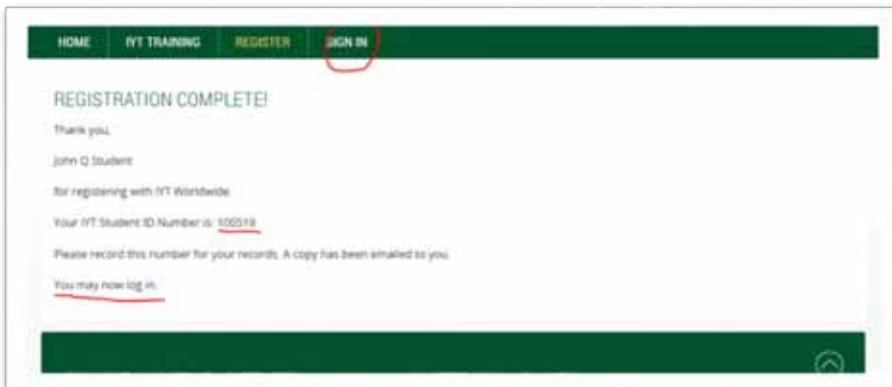 HOME IYT TRAINING REGISTER SIGN IN
REGISTRATION COMPLETE!
Thank you,
John Q Student
for registering with IYT Worldwide
Your IYT Student ID Number is: 100519
Please record this number for your records. A copy has been emailed to you.
You may now log in.